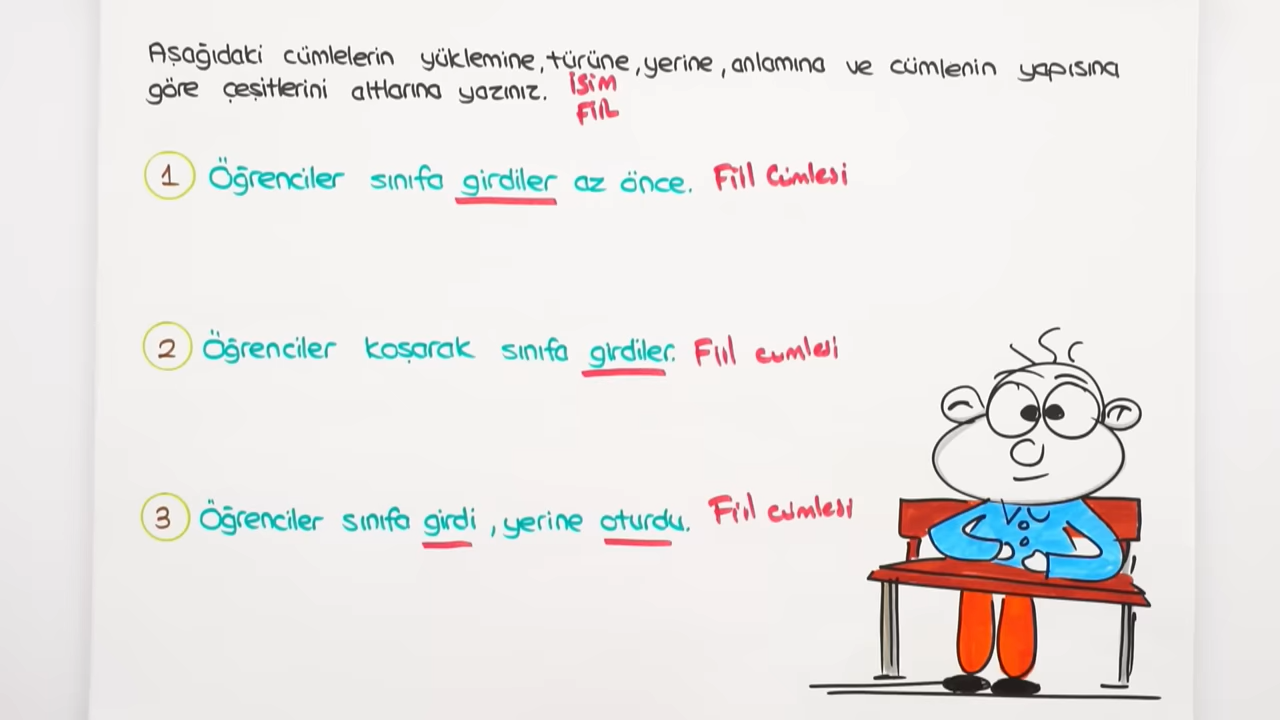 Aşağıdaki cümlelerin yüklemine, türüne, yerine, anlamına ve cümlenin yapısına
göre çeşitlerini altlarına yazınız.
İSİM
FİİL
1 Öğrenciler sınıfa girdiler az önce. Fiil Cümlesi
2 Öğrenciler koşarak sınıfa girdiler. Fiil cumlesi
3 Öğrenciler sınıfa girdi, yerine oturdu. Fiil cümlesi